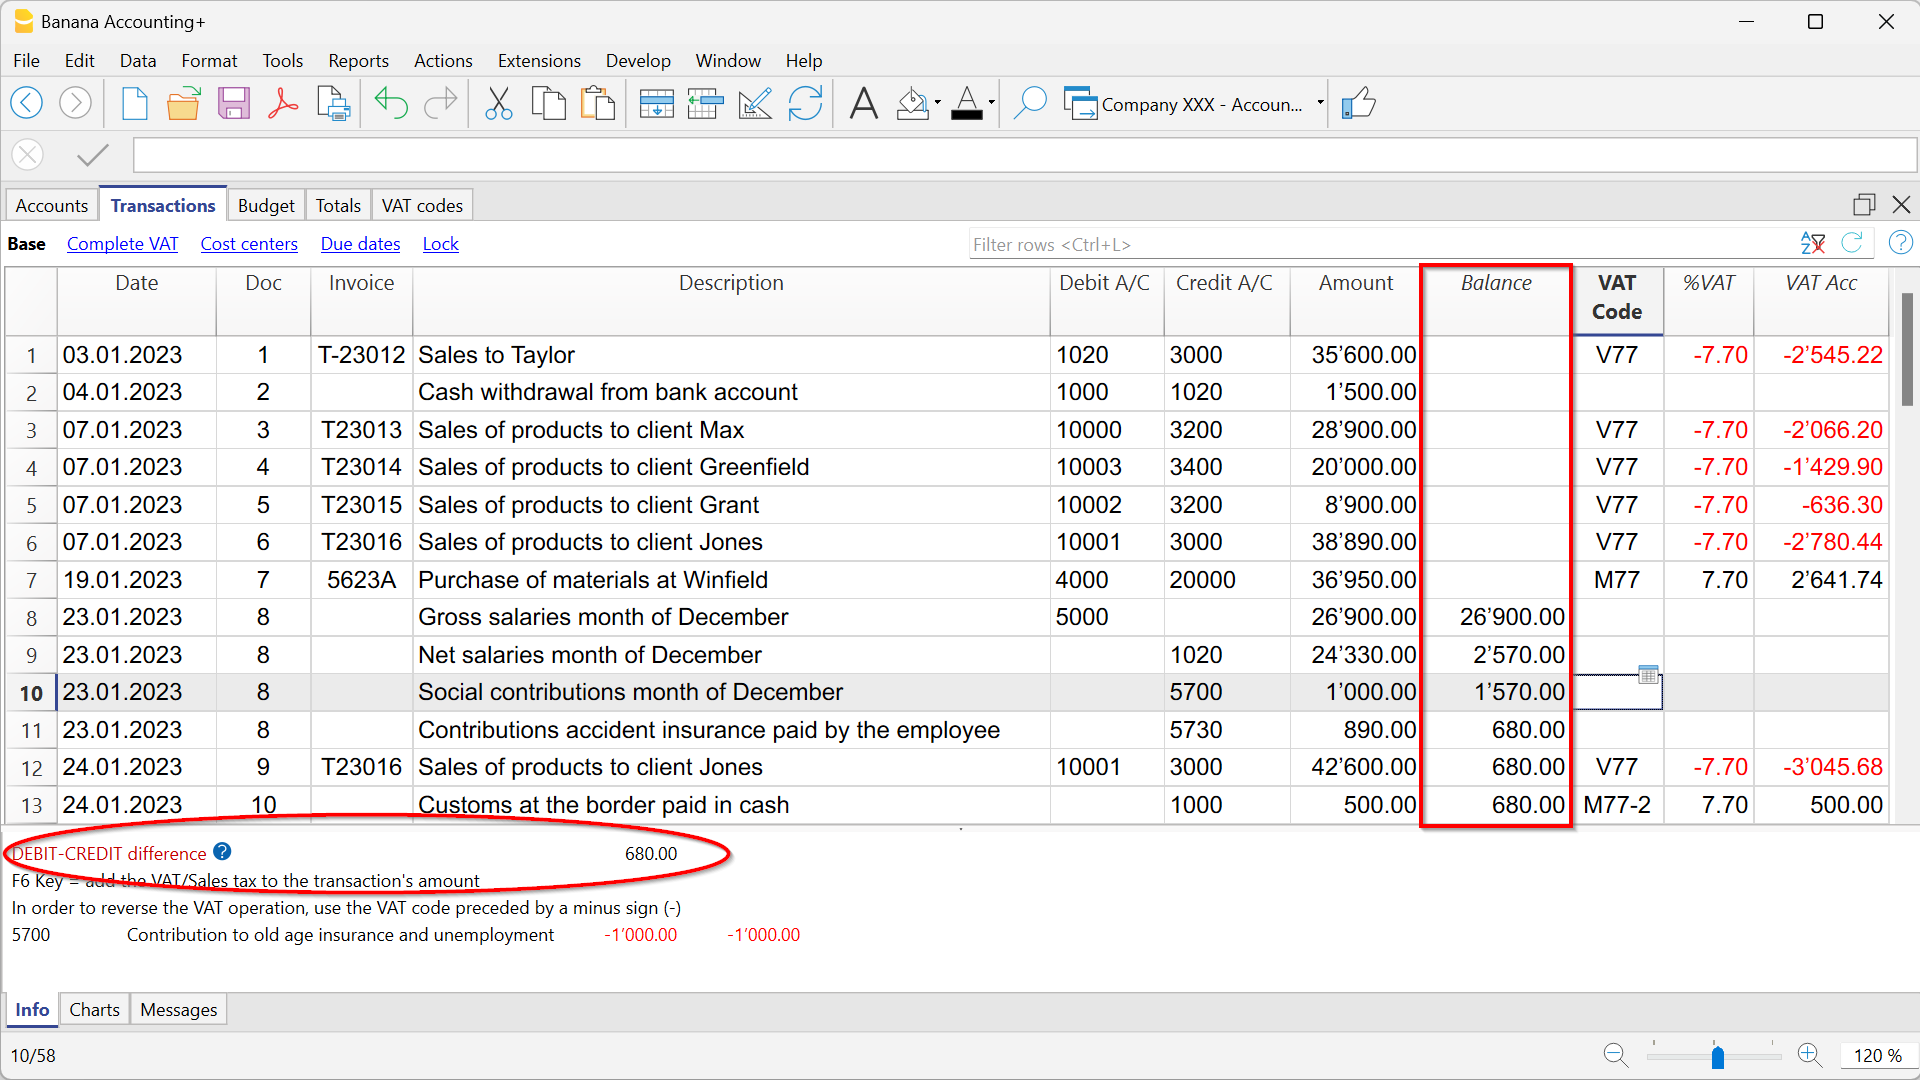 Banana Accounting+
File Edit Data Format Tools Reports Actions Extensions Develop Window Help
Company XXX - Accoun...
Accounts Transactions Budget Totals VAT codes
Base Complete VAT Cost centers Due dates Lock Filter rows <Ctrl+L>
Date Doc Invoice Description Debit A/C Credit A/C Amount Balance VAT Code %VAT VAT Acc
1 03.01.2023 1 T-23012 Sales to Taylor 1020 3000 35’600.00 V77 -7.70 -2’545.22
2 04.01.2023 2 Cash withdrawal from bank account 1000 1020 1’500.00
3 07.01.2023 3 T23013 Sales of products to client Max 10000 3200 28’900.00 V77 -7.70 -2’066.20
4 07.01.2023 4 T23014 Sales of products to client Greenfield 10003 3400 20’000.00 V77 -7.70 -1’429.90
5 07.01.2023 5 T23015 Sales of products to client Grant 10002 3200 8’900.00 V77 -7.70 -636.30
6 07.01.2023 6 T23016 Sales of products to client Jones 10001 3000 38’890.00 V77 -7.70 -2’780.44
7 19.01.2023 7 5623A Purchase of materials at Winfield 4000 20000 36’950.00 M77 7.70 2’641.74
8 23.01.2023 8 Gross salaries month of December 5000 26’900.00 26’900.00
9 23.01.2023 8 Net salaries month of December 1020 24’330.00 2’570.00
10 23.01.2023 8 Social contributions month of December 5700 1’000.00 1’570.00
11 23.01.2023 8 Contributions accident insurance paid by the employee 5730 890.00 680.00
12 24.01.2023 9 T23016 Sales of products to client Jones 10001 3000 42’600.00 680.00 V77 -7.70 -3’045.68
13 24.01.2023 10 Customs at the border paid in cash 1000 500.00 680.00 M77-2 7.70 500.00
DEBIT-CREDIT difference 680.00
F6 Key = add the VAT/Sales tax to the transaction's amount
In order to reverse the VAT operation, use the VAT code preceded by a minus sign (-)
5700 Contribution to old age insurance and unemployment -1’000.00 -1’000.00
Info Charts Messages
10/58 120 %